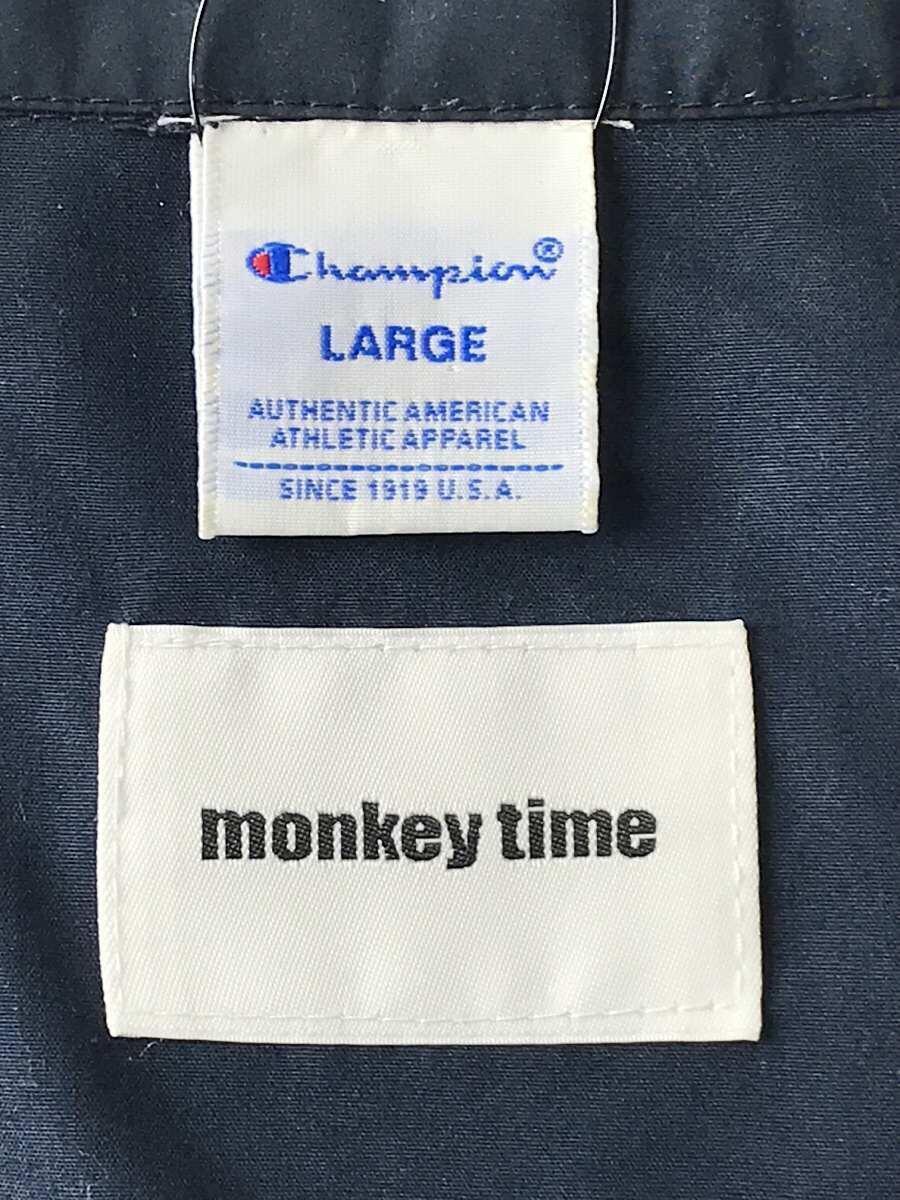 Champion®
LARGE
AUTHENTIC AMERICAN
ATHLETIC APPAREL
SINCE 1919 U.S.A.
monkey time